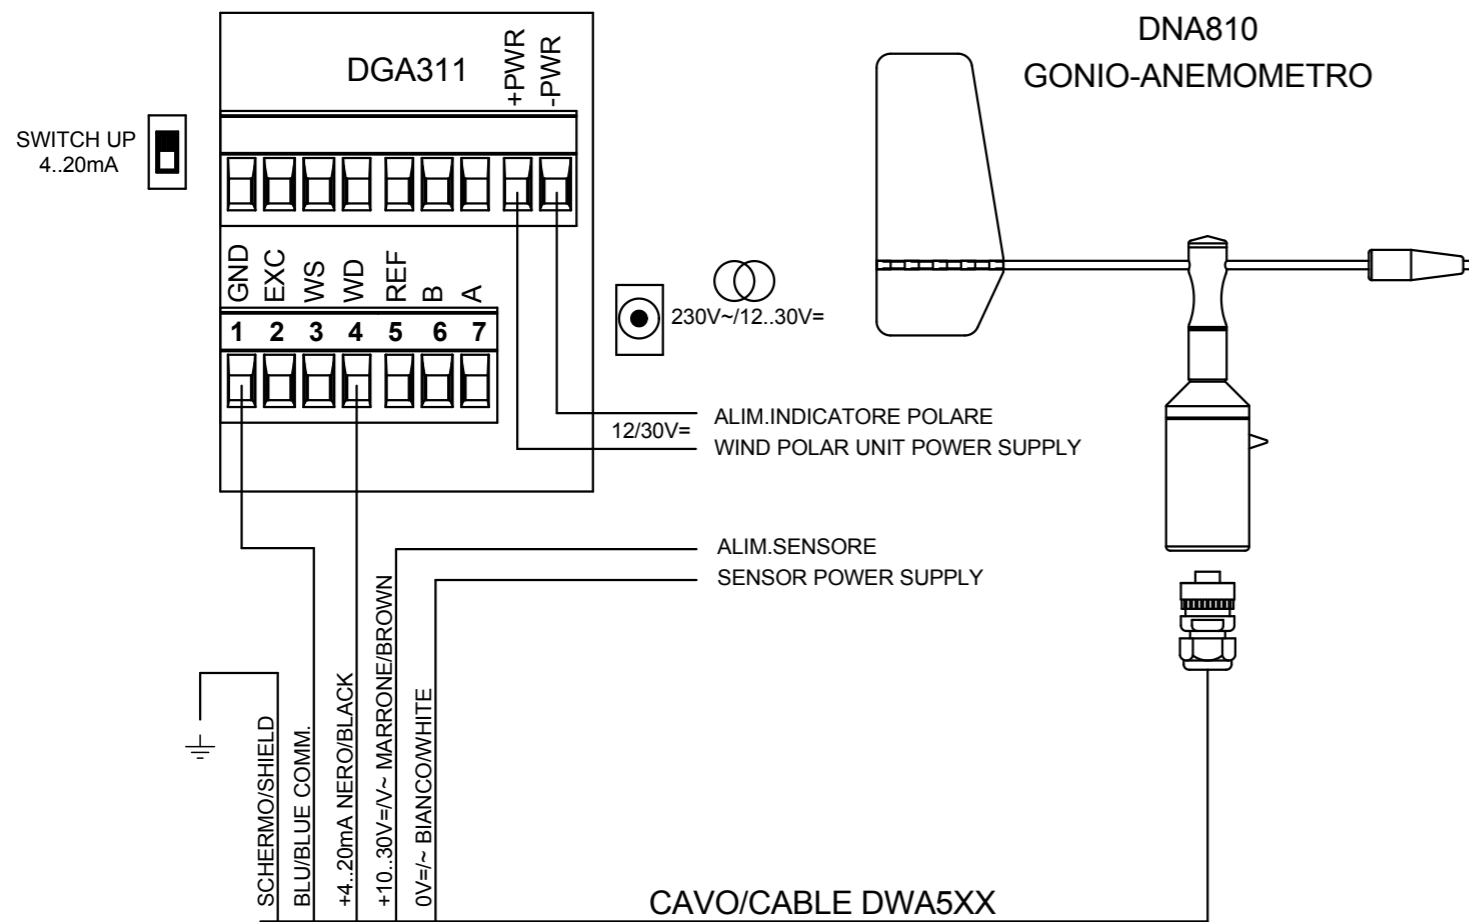 DNA810
GONIO-ANEMOMETRO
DGA311
+PWR
-PWR
SWITCH UP
4..20mA
GND
EXC
WS
WD
REF
B
A
1 2 3 4 5 6 7
230V~/12..30V=
12/30V=
ALIM.INDICATORE POLARE
WIND POLAR UNIT POWER SUPPLY
ALIM.SENSORE
SENSOR POWER SUPPLY
SCHERMO/SHIELD
BLU/BLUE COMM.
+4..20mA NERO/BLACK
+10..30V=/V~ MARRONE/BROWN
0V=/~ BIANCO/WHITE
CAVO/CABLE DWA5XX